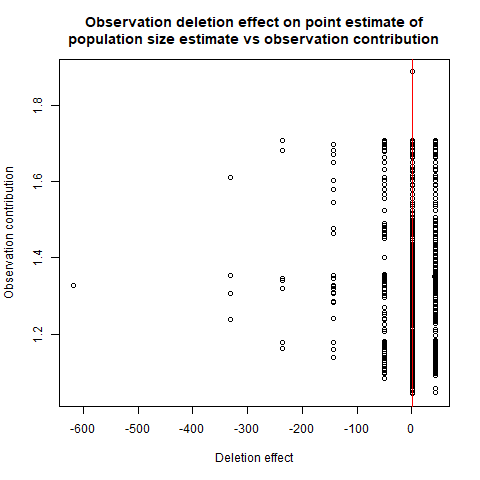 Observation deletion effect on point estimate of
population size estimate vs observation contribution
Observation contribution
1.8
1.6
1.4
1.2
-600
-500
-400
-300
-200
-100
0
Deletion effect